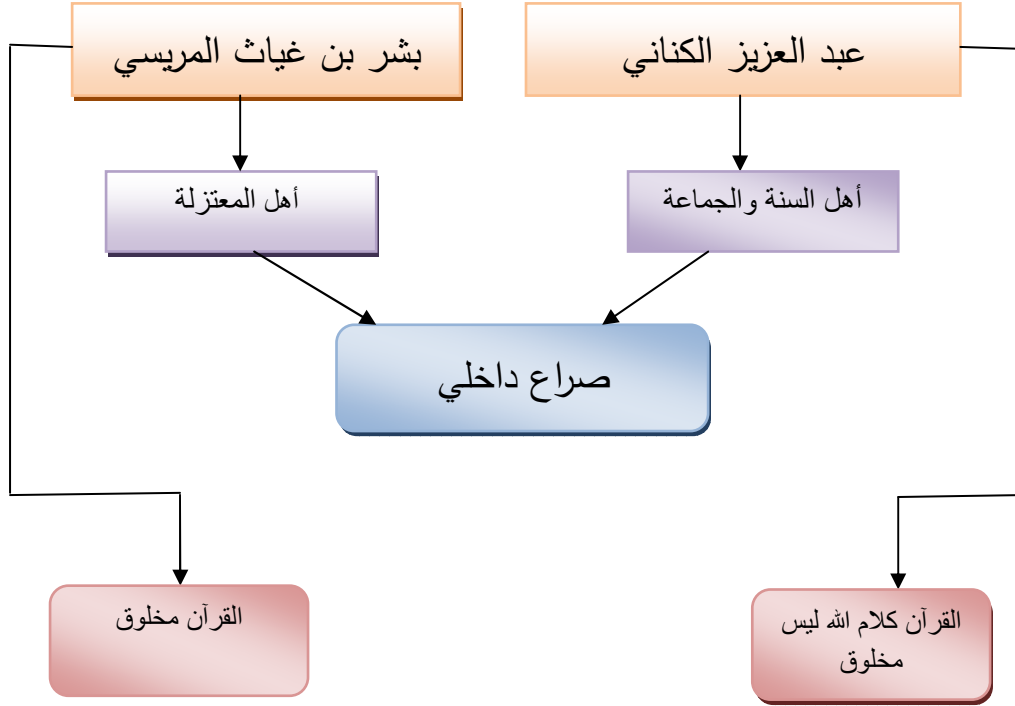 عبد العزيز الكناني
بشر بن غياث المريسي
أهل السنة والجماعة
أهل المعتزلة
صراع داخلي
القرآن كلام الله ليس
مخلوق
القرآن مخلوق